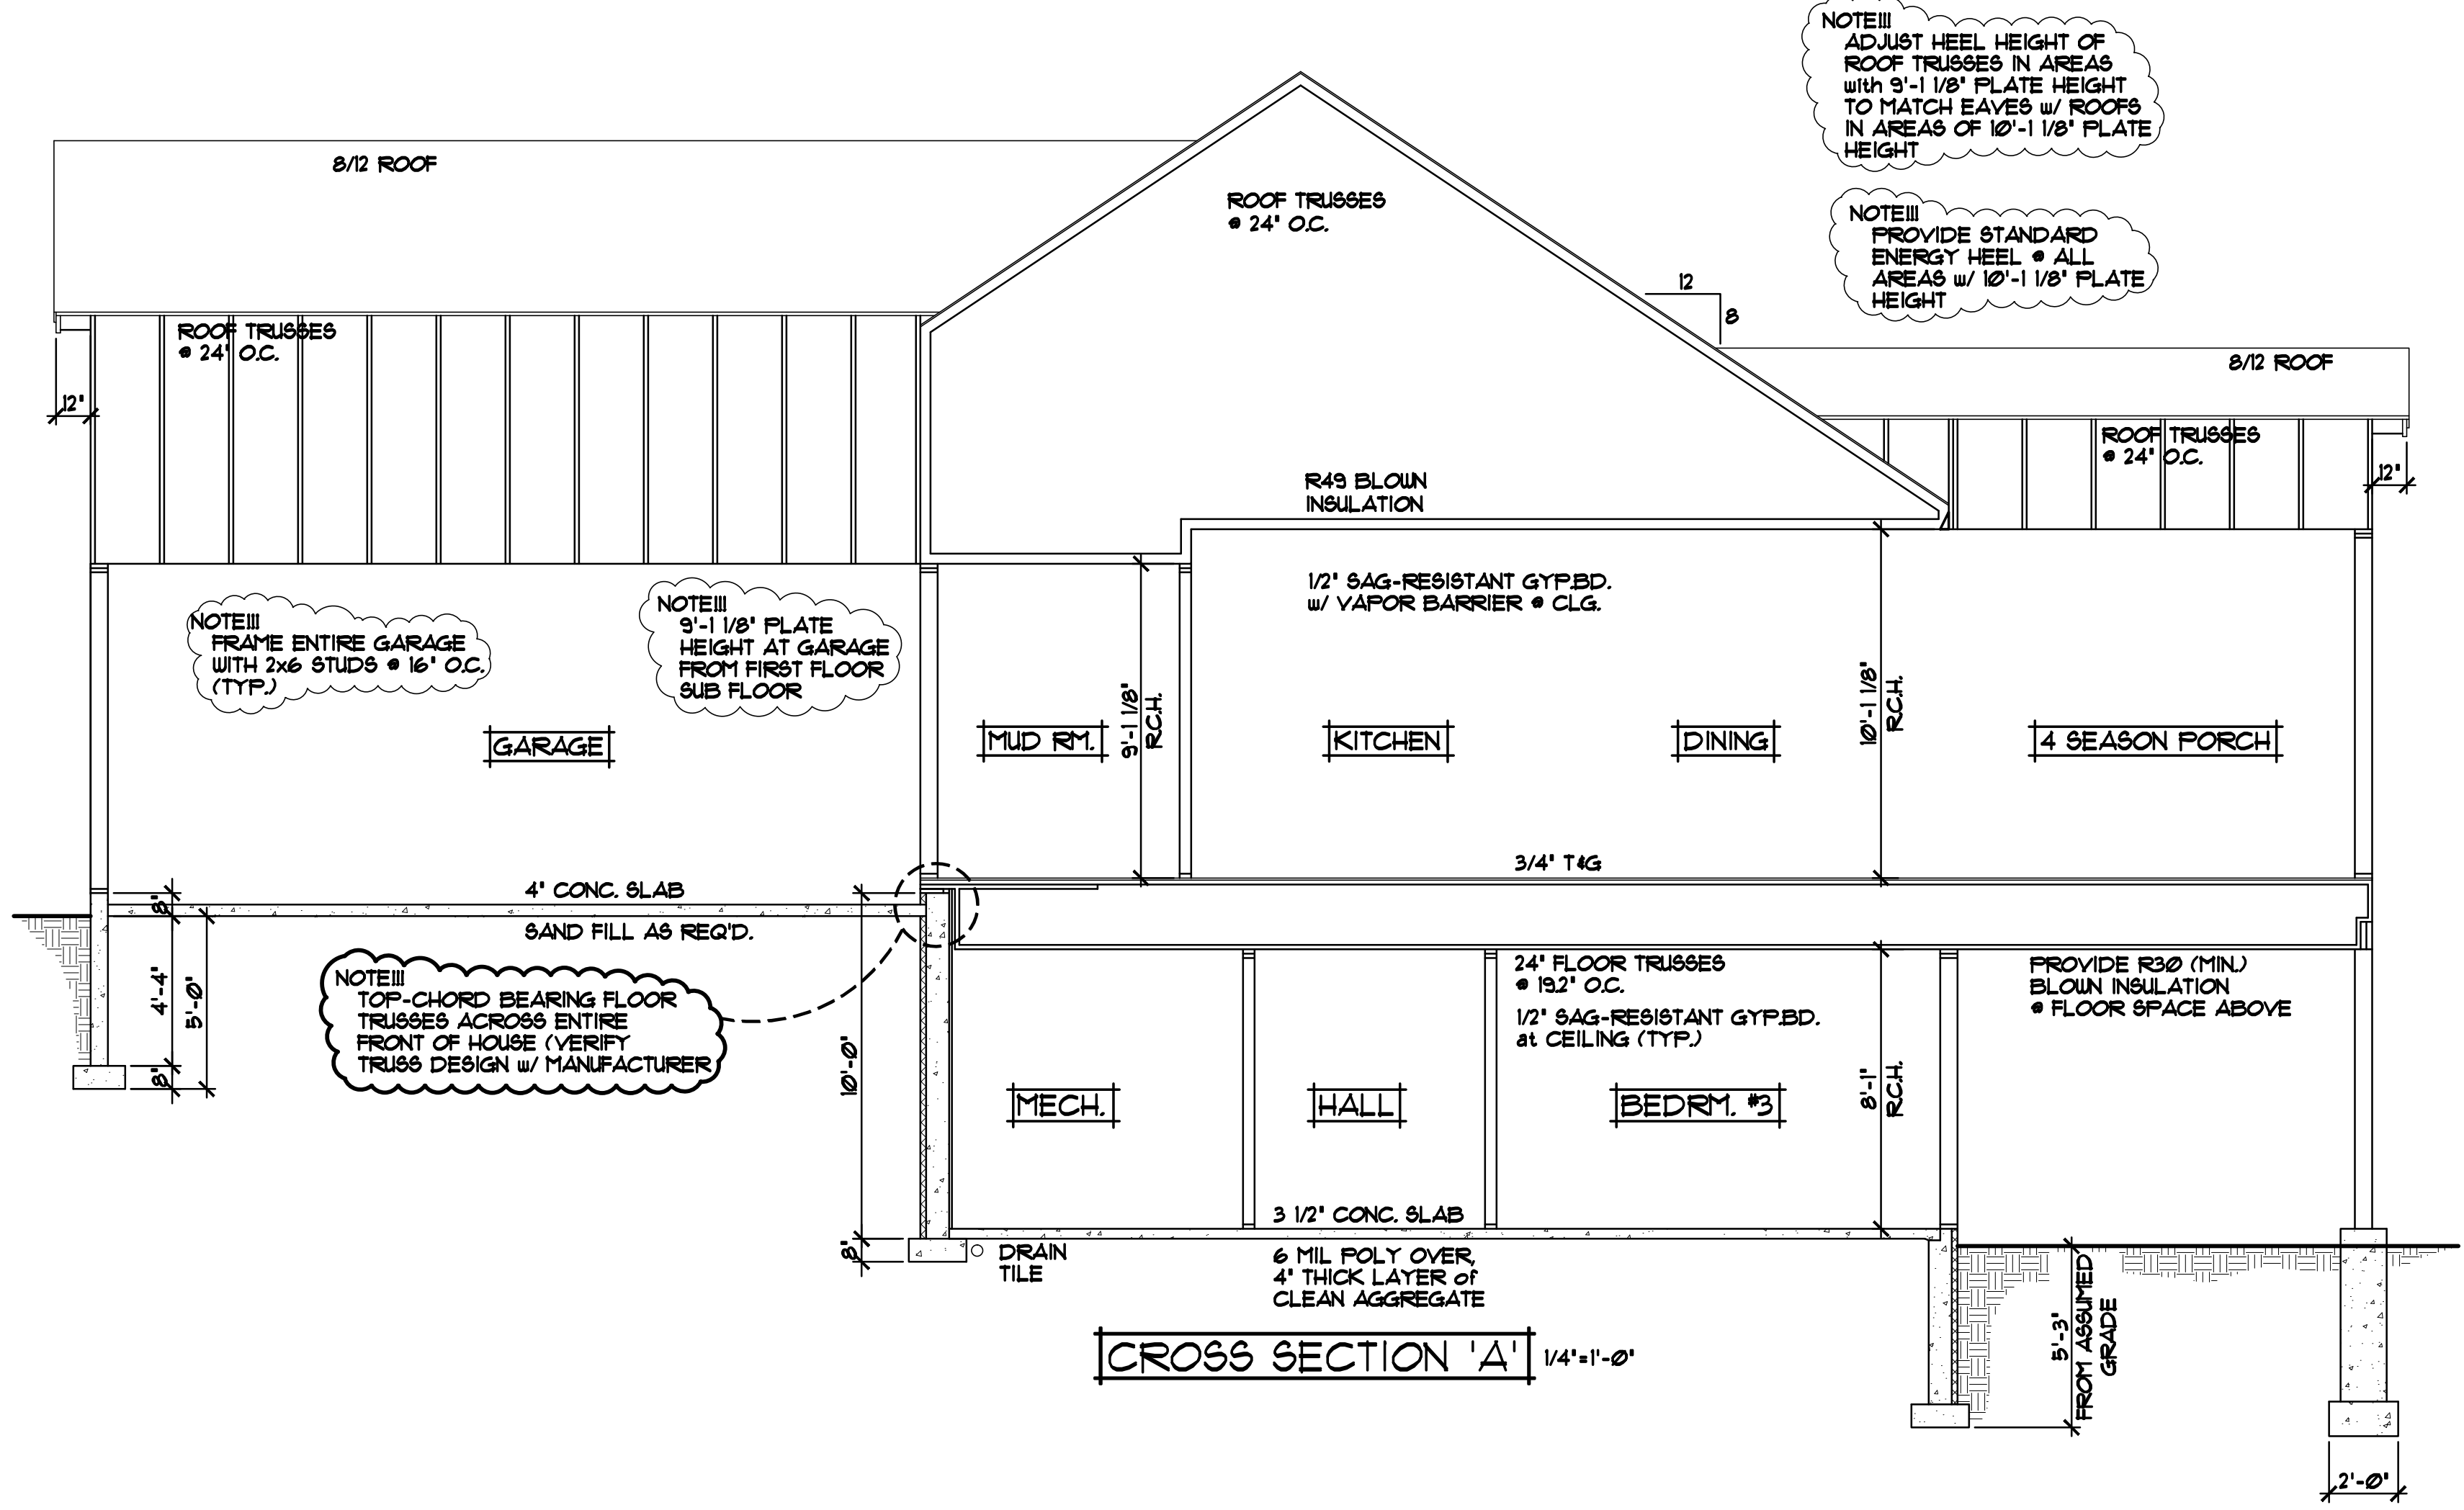 NOTE!!!
ADJUST HEEL HEIGHT OF
ROOF TRUSSES IN AREAS
with 9'-1 1/8" PLATE HEIGHT
TO MATCH EAVES w/ ROOFS
IN AREAS OF 10'-1 1/8" PLATE
HEIGHT
8/12 ROOF
ROOF TRUSSES
@ 24" O.C.
NOTE!!!
PROVIDE STANDARD
ENERGY HEEL @ ALL
AREAS w/ 10'-1 1/8" PLATE
HEIGHT
12
8
ROOF TRUSSES
@ 24" O.C.
12"
8/12 ROOF
ROOF TRUSSES
@ 24" O.C.
12"
R49 BLOWN
INSULATION
1/2" SAG-RESISTANT GYP.BD.
w/ VAPOR BARRIER @ CLG.
NOTE!!!
FRAME ENTIRE GARAGE
WITH 2x6 STUDS @ 16" O.C.
(TYP.)
NOTE!!!
9'-1 1/8" PLATE
HEIGHT AT GARAGE
FROM FIRST FLOOR
SUB FLOOR
GARAGE
MUD RM.
9'-1 1/8"
R.C.H.
KITCHEN
DINING
10'-1 1/8"
R.C.H.
4 SEASON PORCH
3/4" T&G
4" CONC. SLAB
SAND FILL AS REQ'D.
8"
4'-4"
5'-0"
8"
NOTE!!!
TOP-CHORD BEARING FLOOR
TRUSSES ACROSS ENTIRE
FRONT OF HOUSE (VERIFY
TRUSS DESIGN w/ MANUFACTURER
10'-0"
8"
24" FLOOR TRUSSES
@ 19.2" O.C.
1/2" SAG-RESISTANT GYP.BD.
at CEILING (TYP.)
PROVIDE R30 (MIN.)
BLOWN INSULATION
@ FLOOR SPACE ABOVE
MECH.
HALL
BEDRM. #3
8'-1"
R.C.H.
3 1/2" CONC. SLAB
DRAIN
TILE
6 MIL POLY OVER,
4" THICK LAYER of
CLEAN AGGREGATE
5'-3"
FROM ASSUMED
GRADE
CROSS SECTION 'A'
1/4"=1'-0"
2'-0"